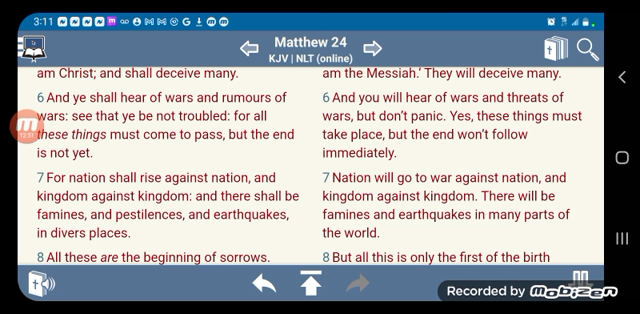 3:11
Matthew 24
KJV | NLT (online)
am Christ; and shall deceive many.
6 And ye shall hear of wars and rumours of
wars: see that ye be not troubled: for all
these things must come to pass, but the end
is not yet.
7 For nation shall rise against nation, and
kingdom against kingdom: and there shall be
famines, and pestilences, and earthquakes,
in divers places.
8 All these are the beginning of sorrows.
am the Messiah.’ They will deceive many.
6 And you will hear of wars and threats of
wars, but don’t panic. Yes, these things must
take place, but the end won’t follow
immediately.
7 Nation will go to war against nation, and
kingdom against kingdom. There will be
famines and earthquakes in many parts of
the world.
8 But all this is only the first of the birth
Recorded by Mobizen